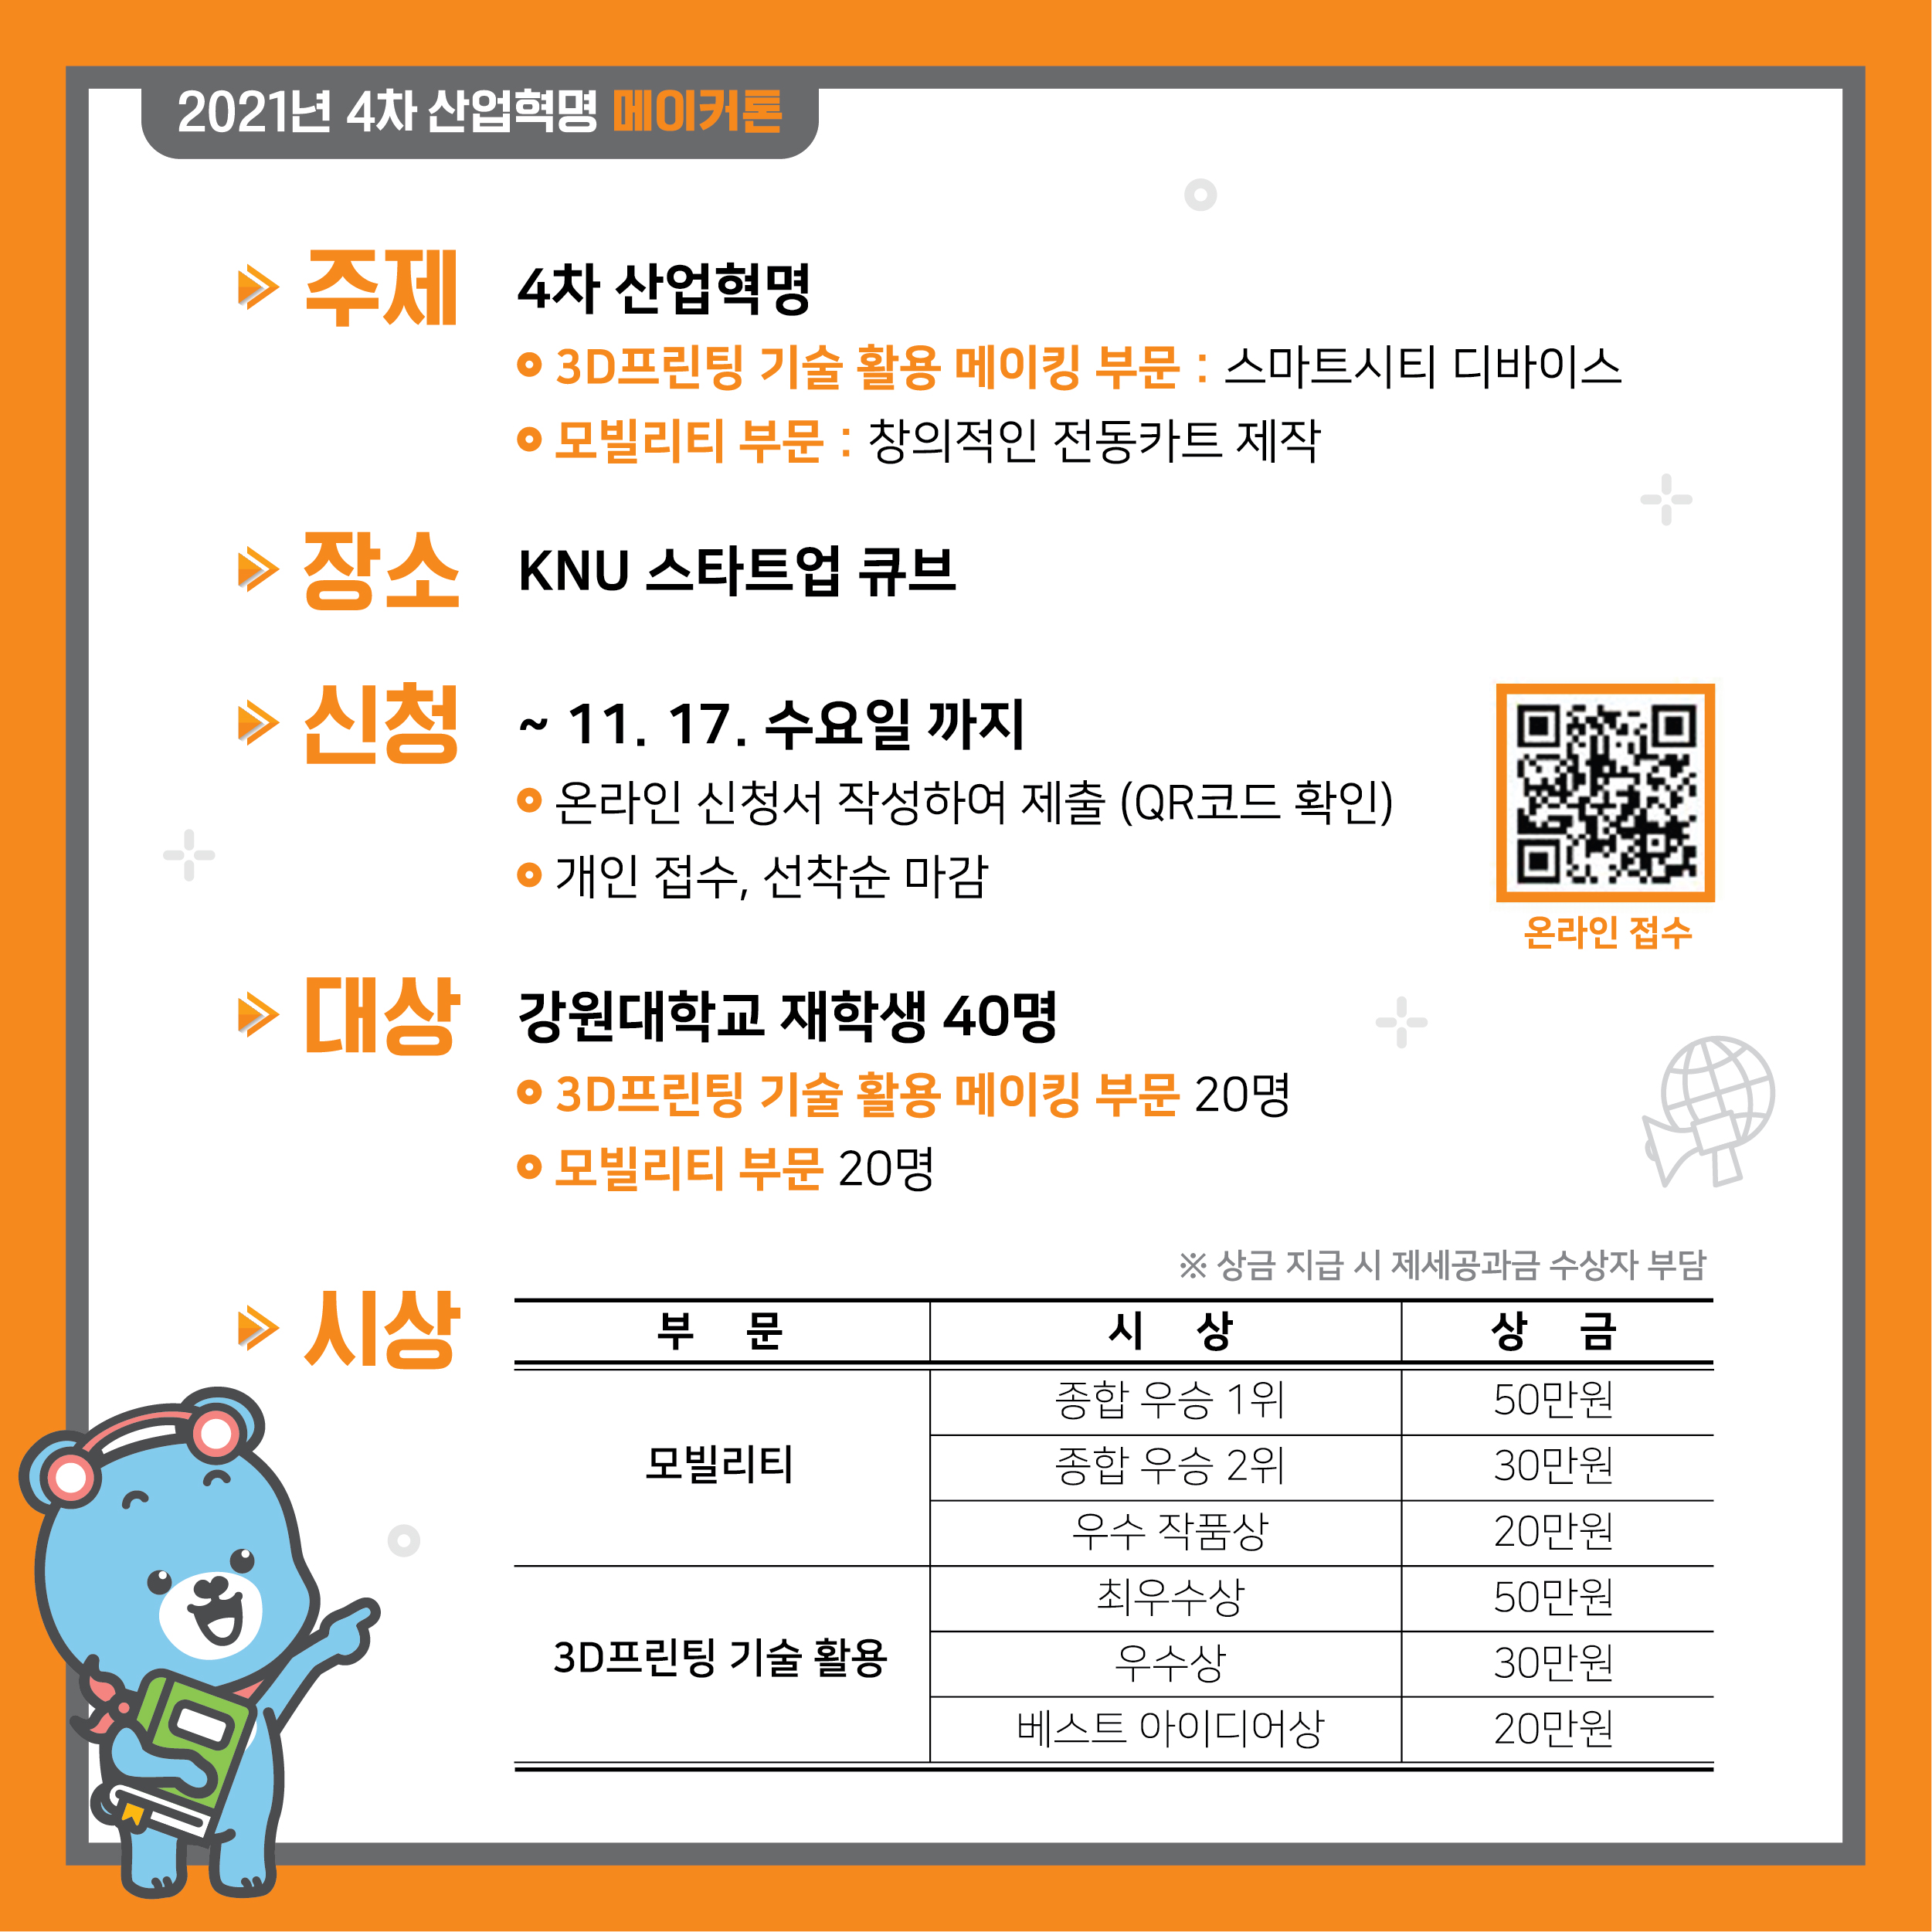 2021년 4차 산업혁명 메이커톤
주제
4차 산업혁명
3D프린팅 기술 활용 메이킹 부문 : 스마트시티 디바이스
모빌리티 부문 : 창의적인 전동카트 제작
장소
KNU 스타트업 큐브
신청
~ 11. 17. 수요일 까지
온라인 신청서 작성하여 제출 (QR코드 확인)
개인 접수, 선착순 마감
온라인 접수
대상
강원대학교 재학생 40명
3D프린팅 기술 활용 메이킹 부문 20명
모빌리티 부문 20명
※ 상금 지급 시 제세공과금 수상자 부담
시상
부 문 시 상 상 금
모빌리티
종합 우승 1위 50만원
종합 우승 2위 30만원
우수 작품상 20만원
3D프린팅 기술 활용
최우수상 50만원
우수상 30만원
베스트 아이디어상 20만원